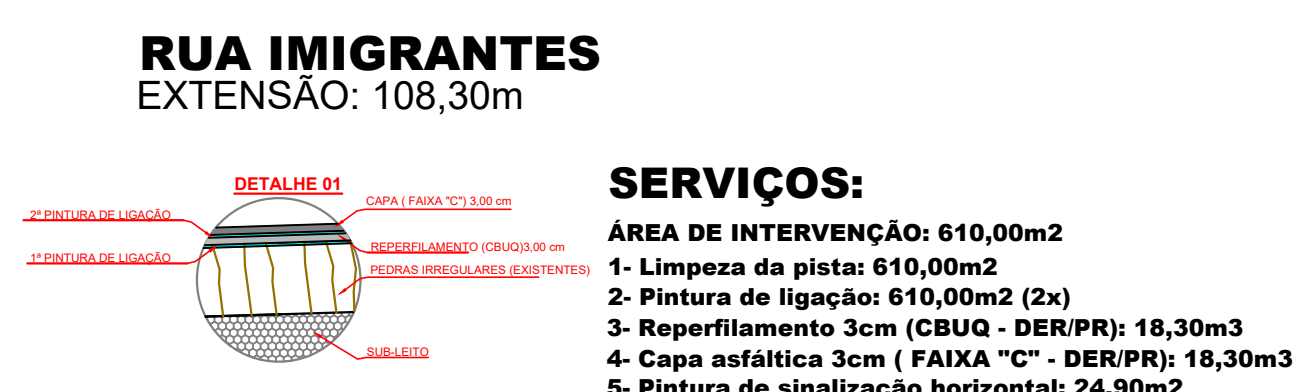 RUA IMIGRANTES
EXTENSÃO: 108,30m
DETALHE 01
CAPA ( FAIXA "C") 3,00 cm
2ª PINTURA DE LIGAÇÃO
REPERFILAMENTO (CBUQ)3,00 cm
1ª PINTURA DE LIGAÇÃO
PEDRAS IRREGULARES (EXISTENTES)
SUB-LEITO
SERVIÇOS:
ÁREA DE INTERVENÇÃO: 610,00m2
1- Limpeza da pista: 610,00m2
2- Pintura de ligação: 610,00m2 (2x)
3- Reperfilamento 3cm (CBUQ - DER/PR): 18,30m3
4- Capa asfáltica 3cm ( FAIXA "C" - DER/PR): 18,30m3
5- Pintura de sinalização horizontal: 24,90m2